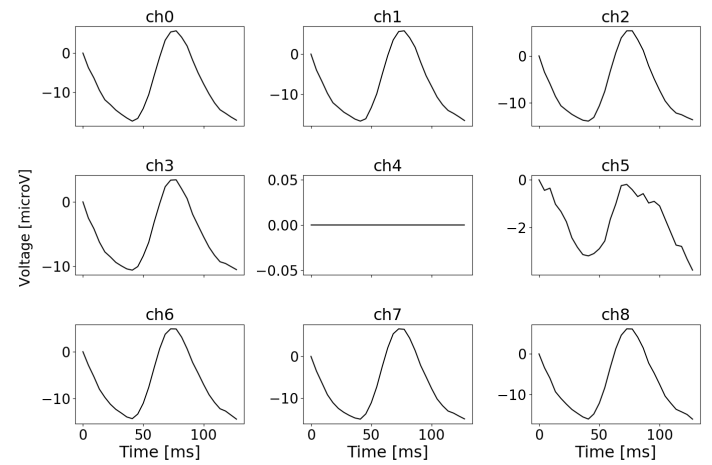 ch0 ch1 ch2
0 0 0
−10 −10 −10
ch3 ch4 ch5
0 0.05 0
0.00 −2
−10 −0.05
Voltage [microV]
ch6 ch7 ch8
0 0 0
−10 −10 −10
0 50 100 0 50 100 0 50 100
Time [ms] Time [ms] Time [ms]